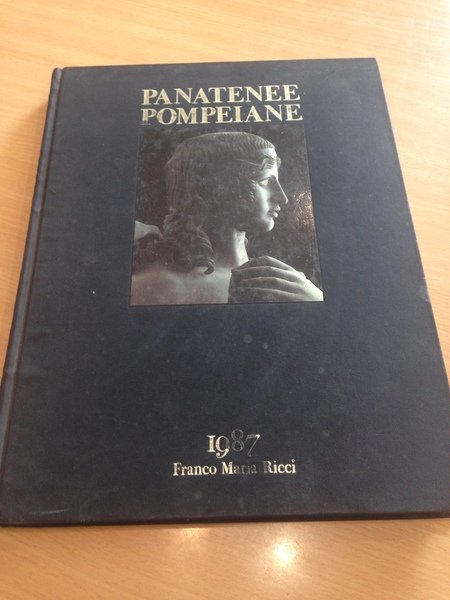 PANATENEE
POMPEIANE
1987
Franco Maria Ricci